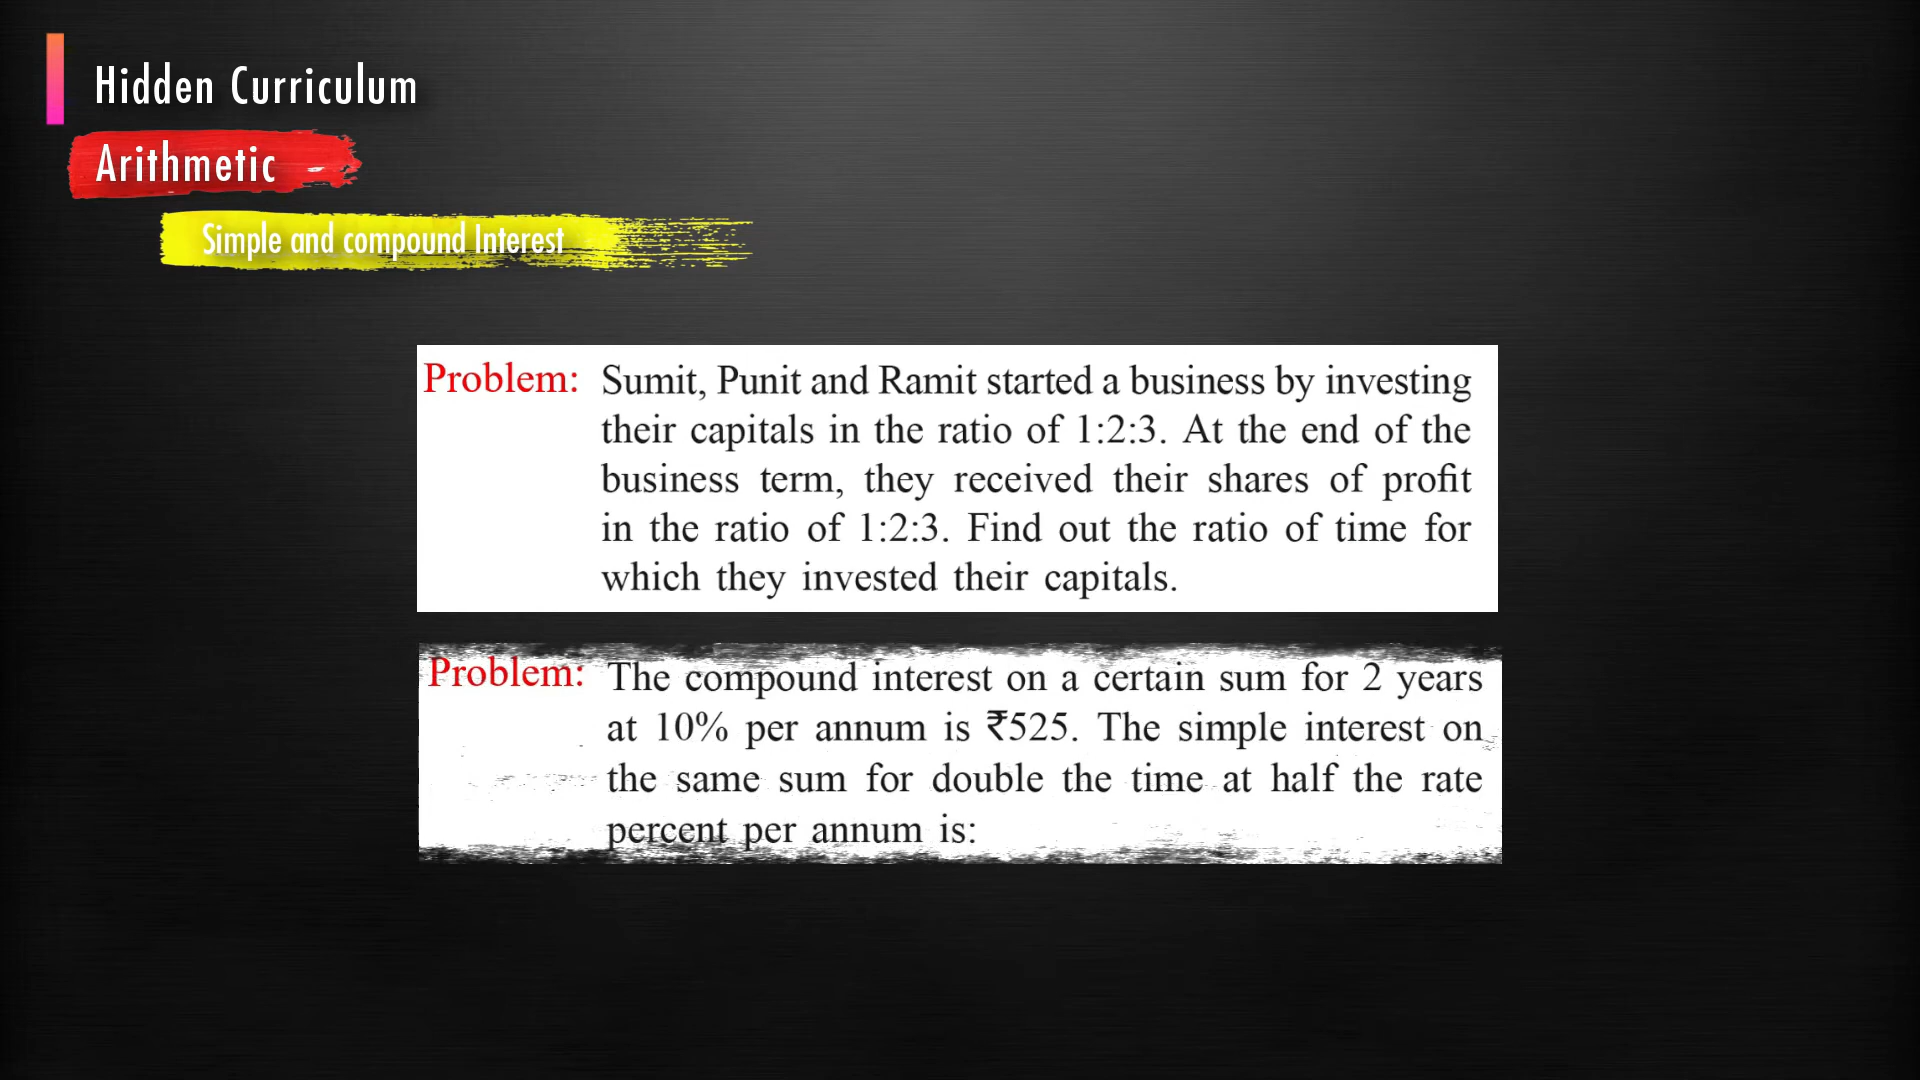 Hidden Curriculum
Arithmetic
Simple and compound Interest
Problem: Sumit, Punit and Ramit started a business by investing
their capitals in the ratio of 1:2:3. At the end of the
business term, they received their shares of profit
in the ratio of 1:2:3. Find out the ratio of time for
which they invested their capitals.
Problem: The compound interest on a certain sum for 2 years
at 10% per annum is ₹525. The simple interest on
the same sum for double the time at half the rate
percent per annum is: